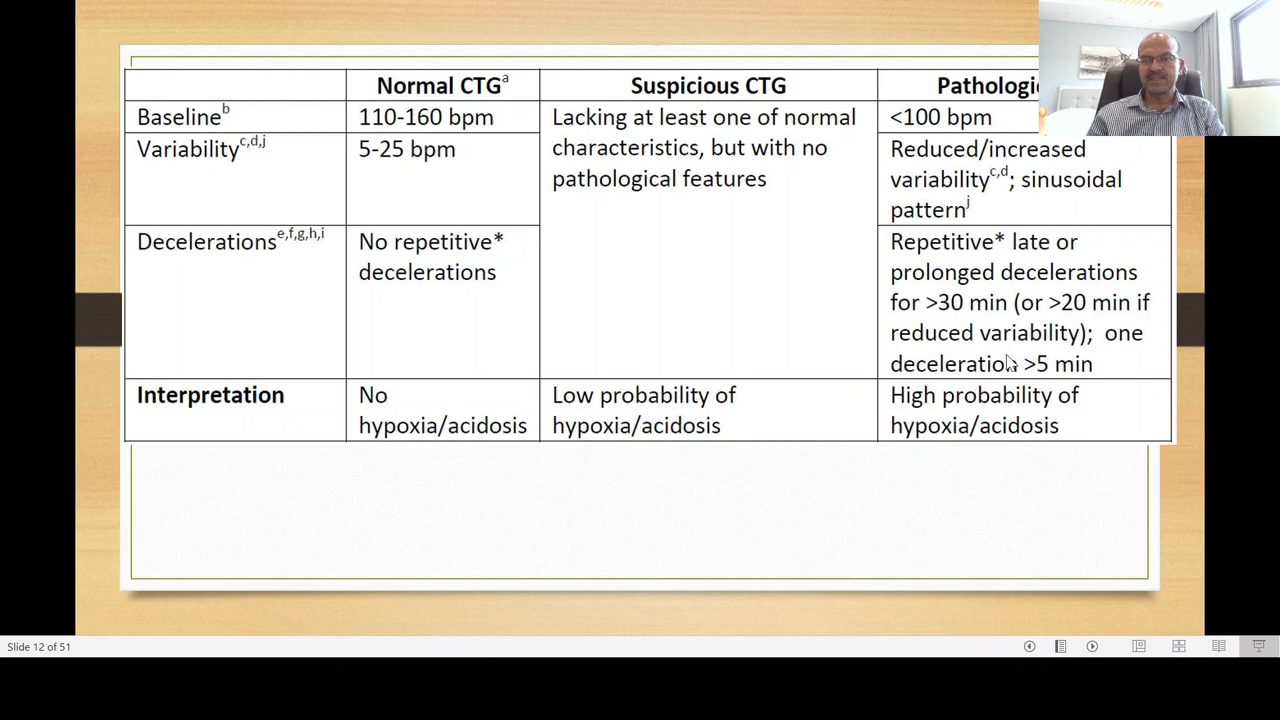 Normal CTGa
Suspicious CTG
Baselineb
110-160 bpm
Lacking at least one of normal
characteristics, but with no
pathological features
<100 bpm
Variabilityc,d,j
5-25 bpm
Reduced/increased
variabilityc,d; sinusoidal
patternj
Decelerationse,f,g,h,i
No repetitive*
decelerations
Repetitive* late or
prolonged decelerations
for >30 min (or >20 min if
reduced variability); one
deceleration >5 min
Interpretation
No
hypoxia/acidosis
Low probability of
hypoxia/acidosis
High probability of
hypoxia/acidosis
Slide 12 of 51